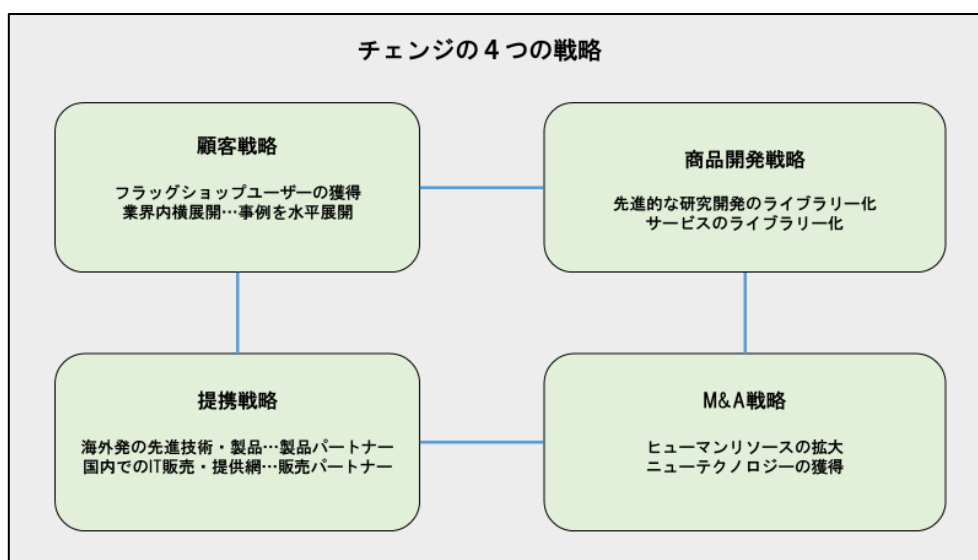 チェンジの４つの戦略
顧客戦略
フラッグショップユーザーの獲得
業界内横展開…事例を水平展開
商品開発戦略
先進的な研究開発のライブラリー化
サービスのライブラリー化
提携戦略
海外発の先進技術・製品…製品パートナー
国内でのIT販売・提供網…販売パートナー
M&A戦略
ヒューマンリソースの拡大
ニューテクノロジーの獲得